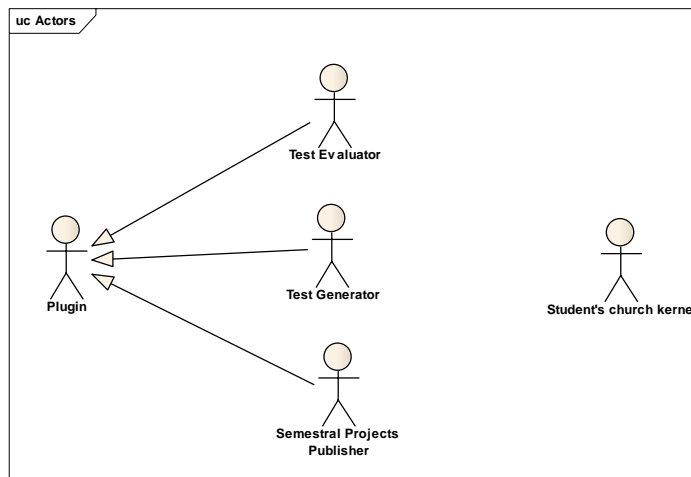 uc Actors
Test Evaluator
Plugin
Test Generator
Student's church kerne
Semestral Projects
Publisher